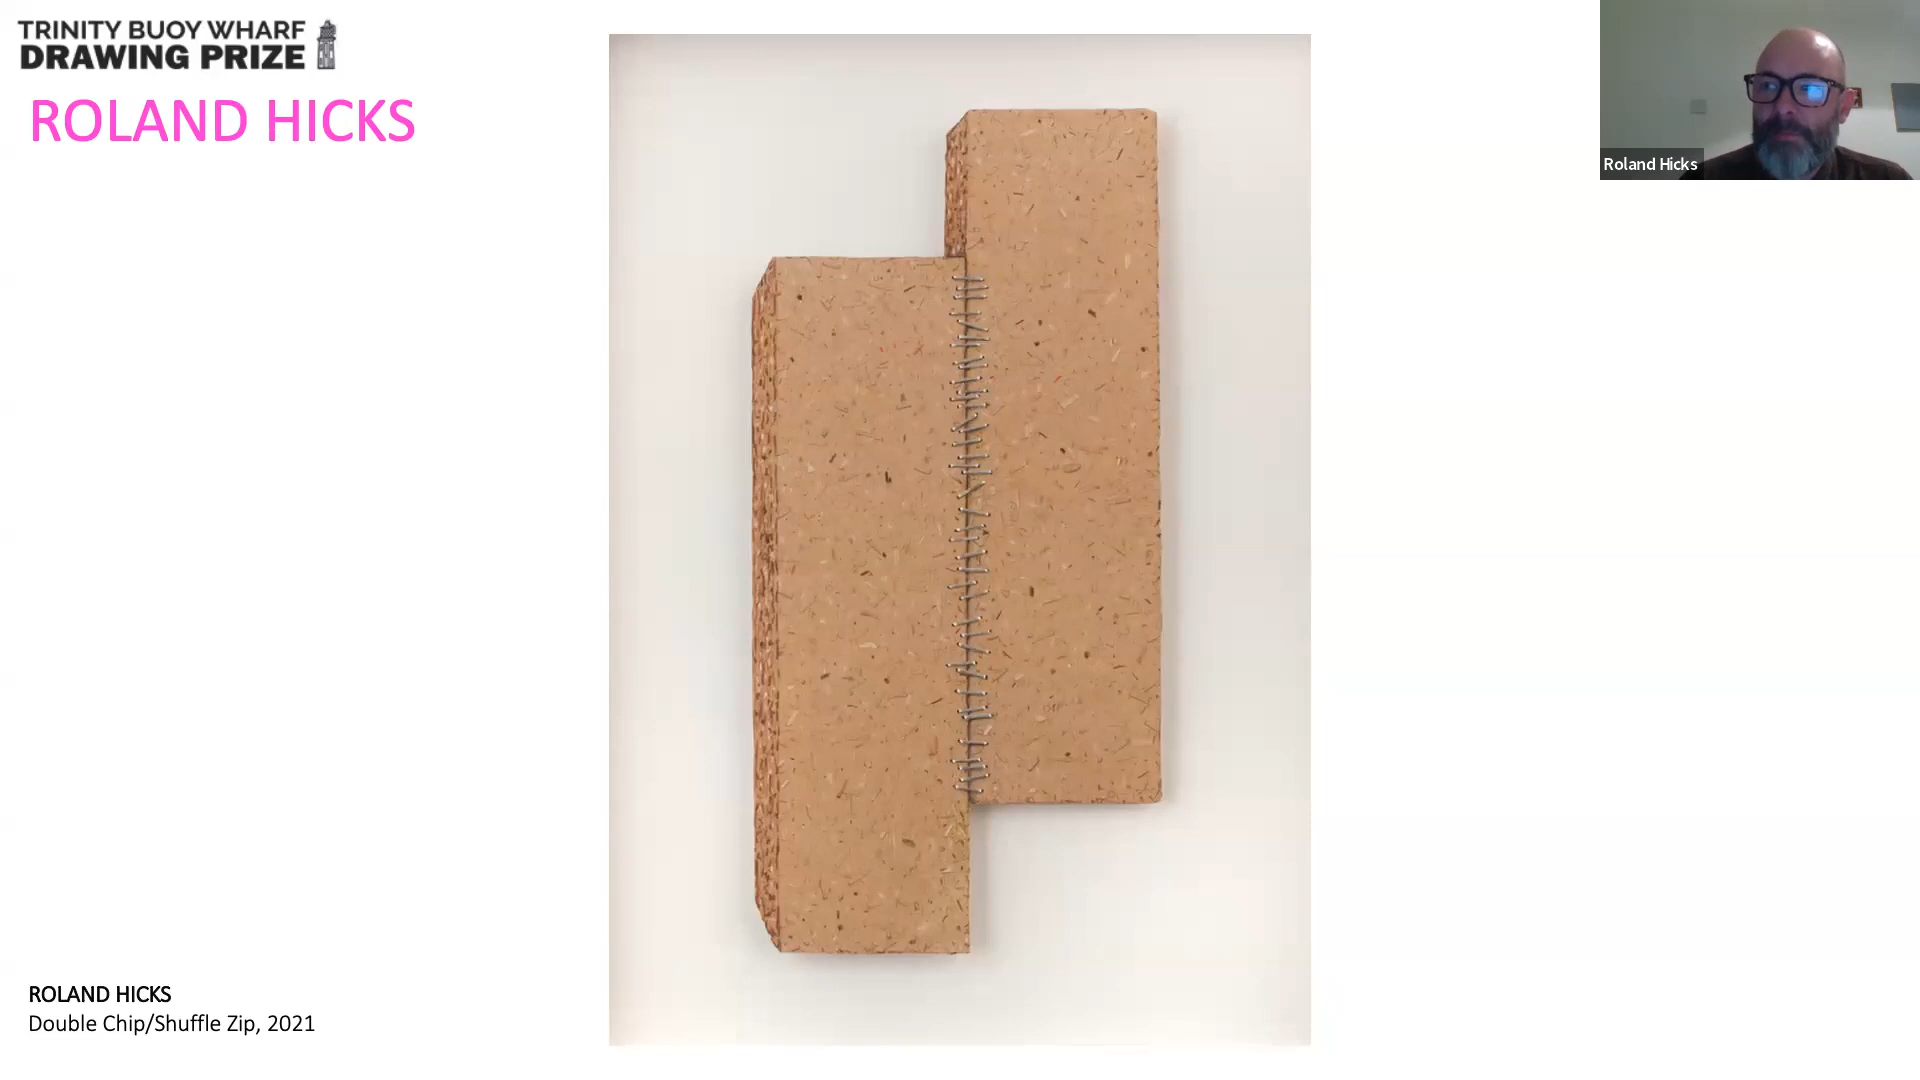 TRINITY BUOY WHARF
DRAWING PRIZE
ROLAND HICKS
Roland Hicks
ROLAND HICKS
Double Chip/Shuffle Zip, 2021